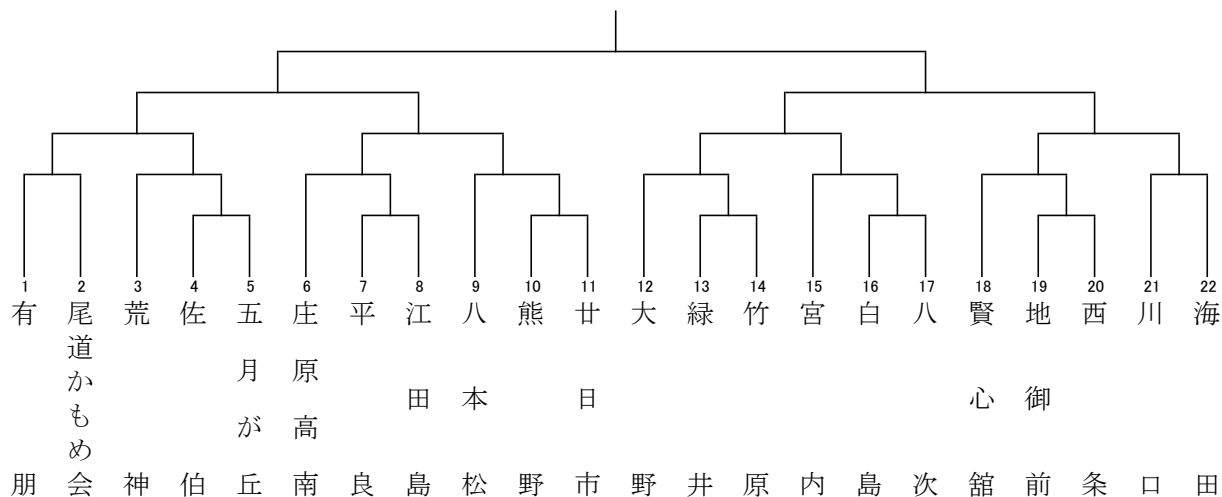 1 有朋
2 尾道かもめ会
3 荒神
4 佐伯
5 五月が丘
6 庄原高南
7 平良
8 江田島
9 八本松
10 熊野
11 廿日市
12 大野
13 緑井
14 竹原
15 宮内
16 白島
17 八次
18 賢心舘
19 地御前
20 西条
21 川口
22 海田